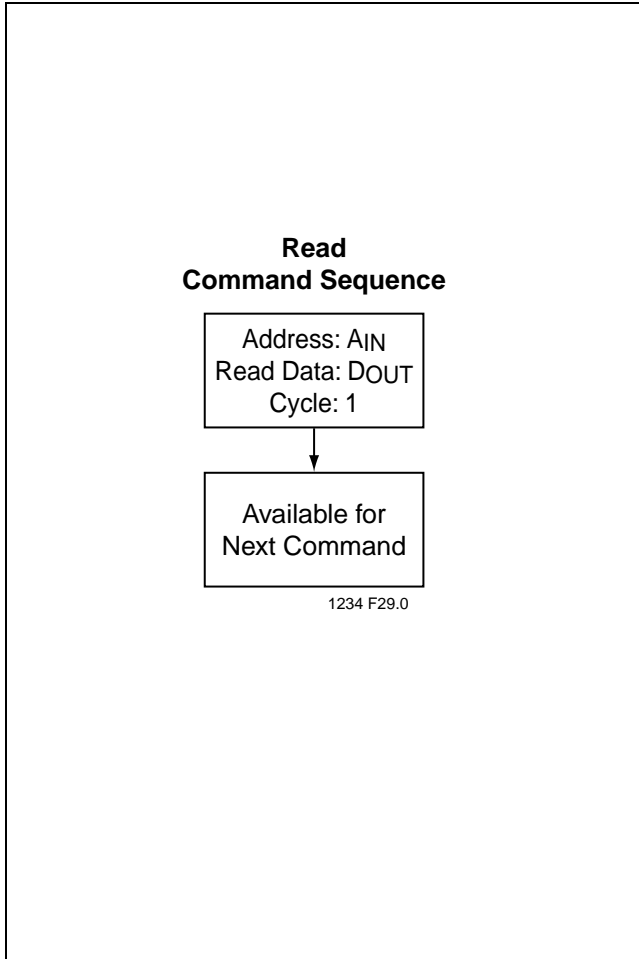 Read
Command Sequence
Address: AIN
Read Data: DOUT
Cycle: 1
Available for
Next Command
1234 F29.0